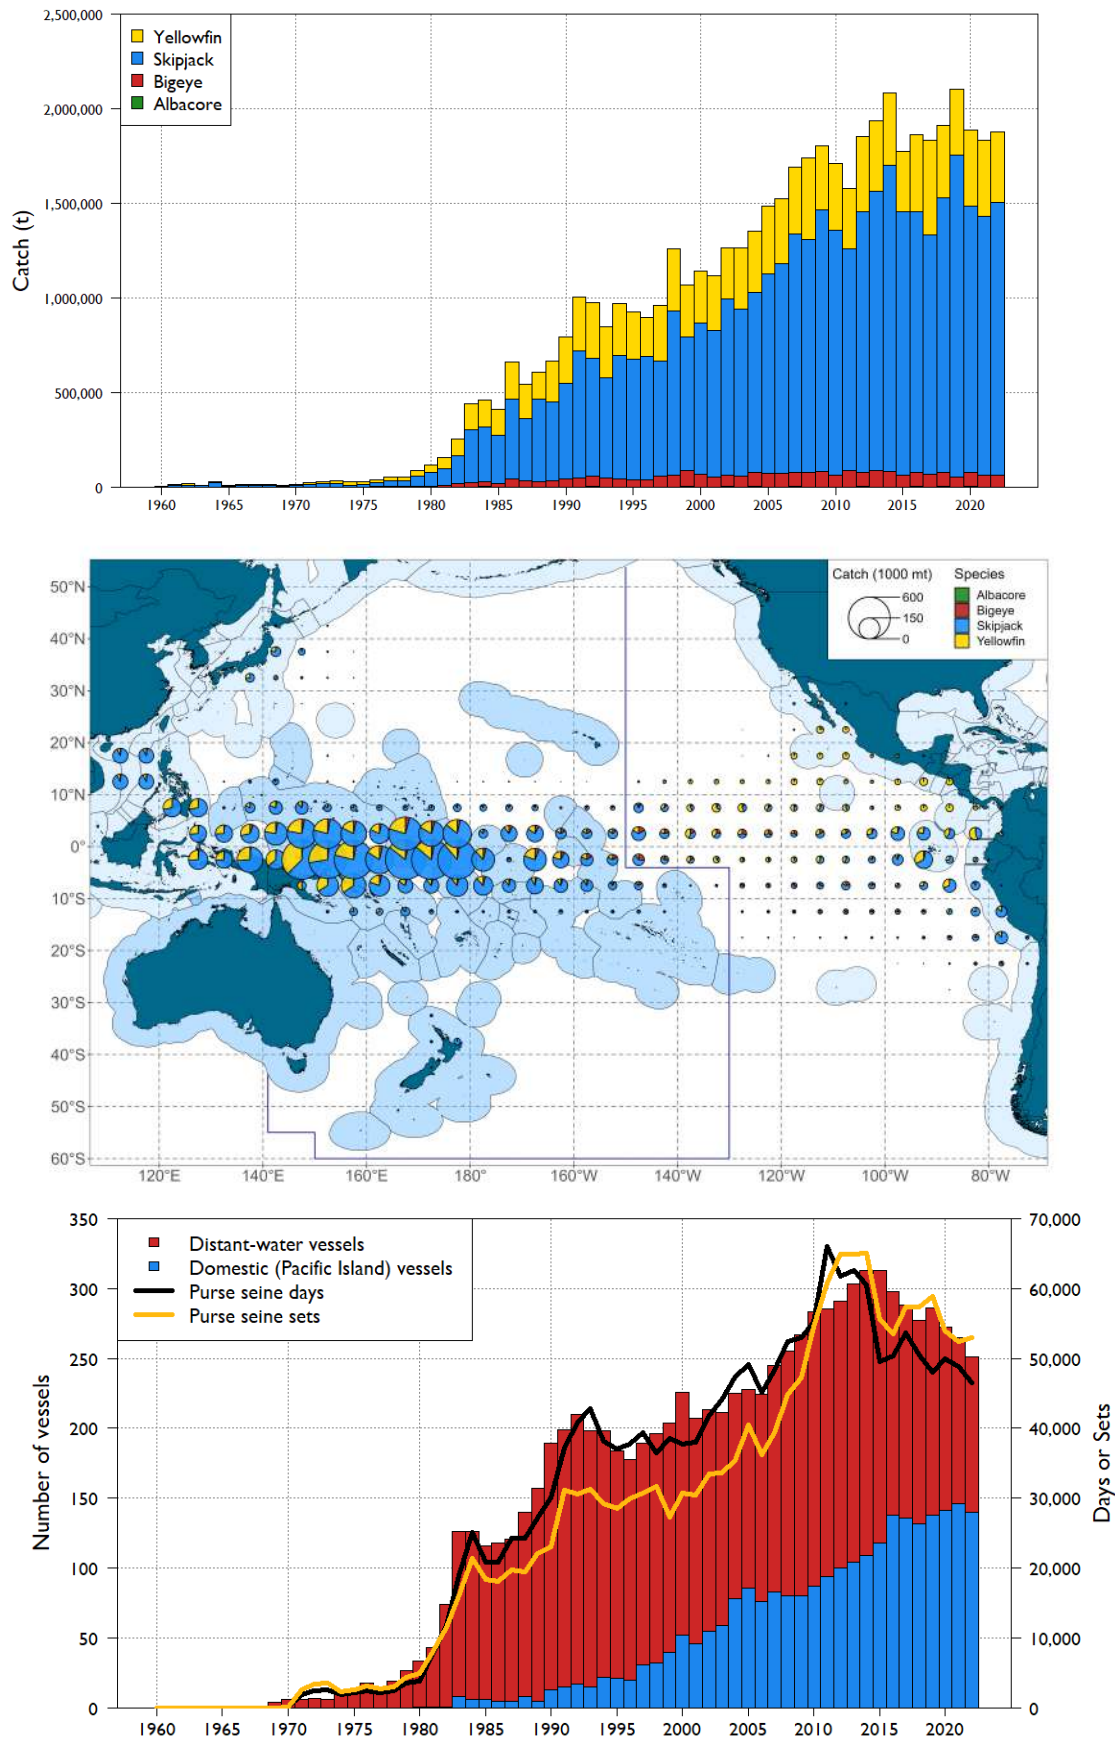 2,500,000
2,000,000
1,500,000
1,000,000
500,000
0
Catch (t)
Yellowfin
Skipjack
Bigeye
Albacore
1960 1965 1970 1975 1980 1985 1990 1995 2000 2005 2010 2015 2020
Catch (1000 mt)
600
150
0
Species
Albacore
Bigeye
Skipjack
Yellowfin
50°N
40°N
30°N
20°N
10°N
0°
10°S
20°S
30°S
40°S
50°S
60°S
120°E 140°E 160°E 180° 160°W 140°W 120°W 100°W 80°W
350
300
250
200
150
100
50
0
Number of vessels
Distant-water vessels
Domestic (Pacific Island) vessels
Purse seine days
Purse seine sets
70,000
60,000
50,000
40,000
30,000
20,000
10,000
0
Days or Sets
1960 1965 1970 1975 1980 1985 1990 1995 2000 2005 2010 2015 2020